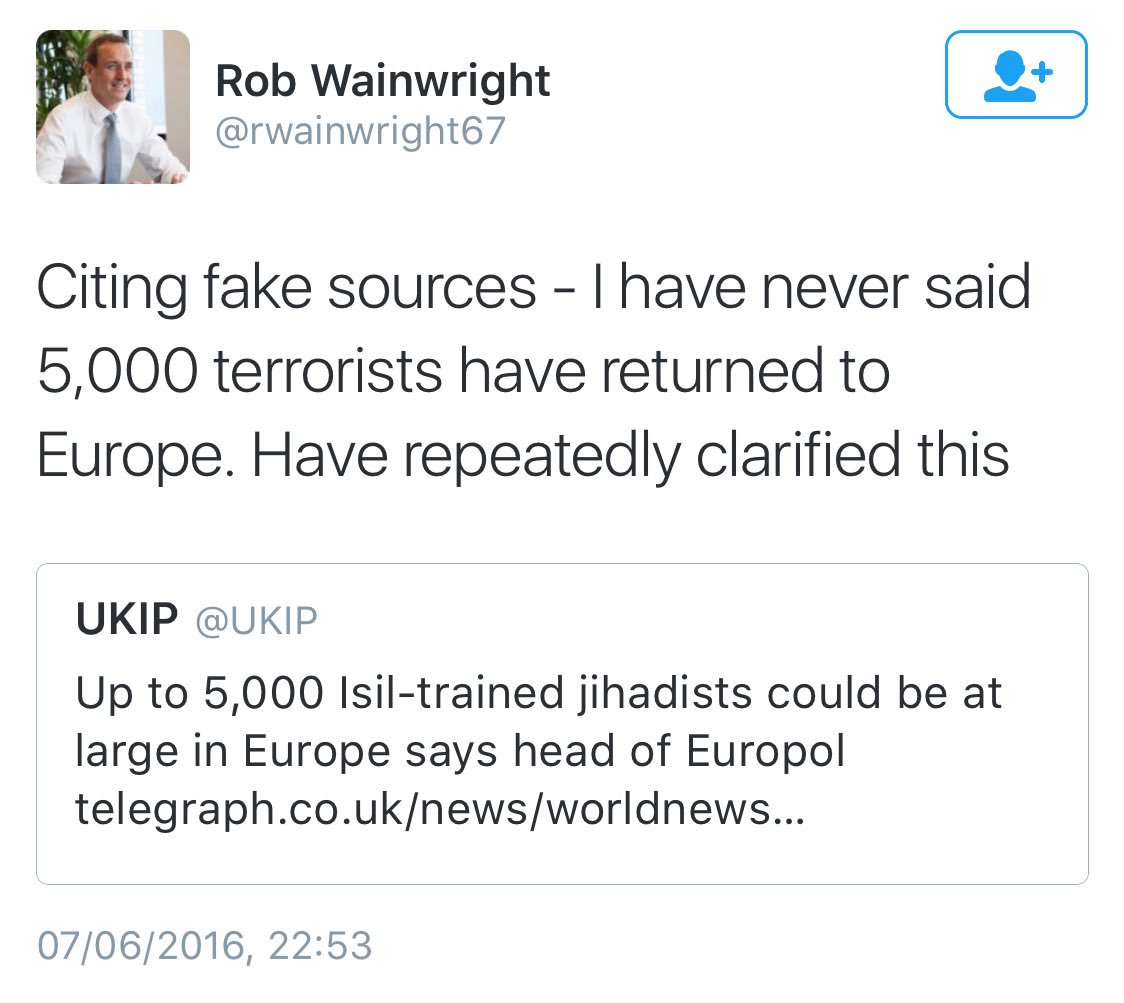 Rob Wainwright
@rwainwright67
Citing fake sources - I have never said
5,000 terrorists have returned to
Europe. Have repeatedly clarified this
UKIP @UKIP
Up to 5,000 Isil-trained jihadists could be at
large in Europe says head of Europol
telegraph.co.uk/news/worldnews...
07/06/2016, 22:53